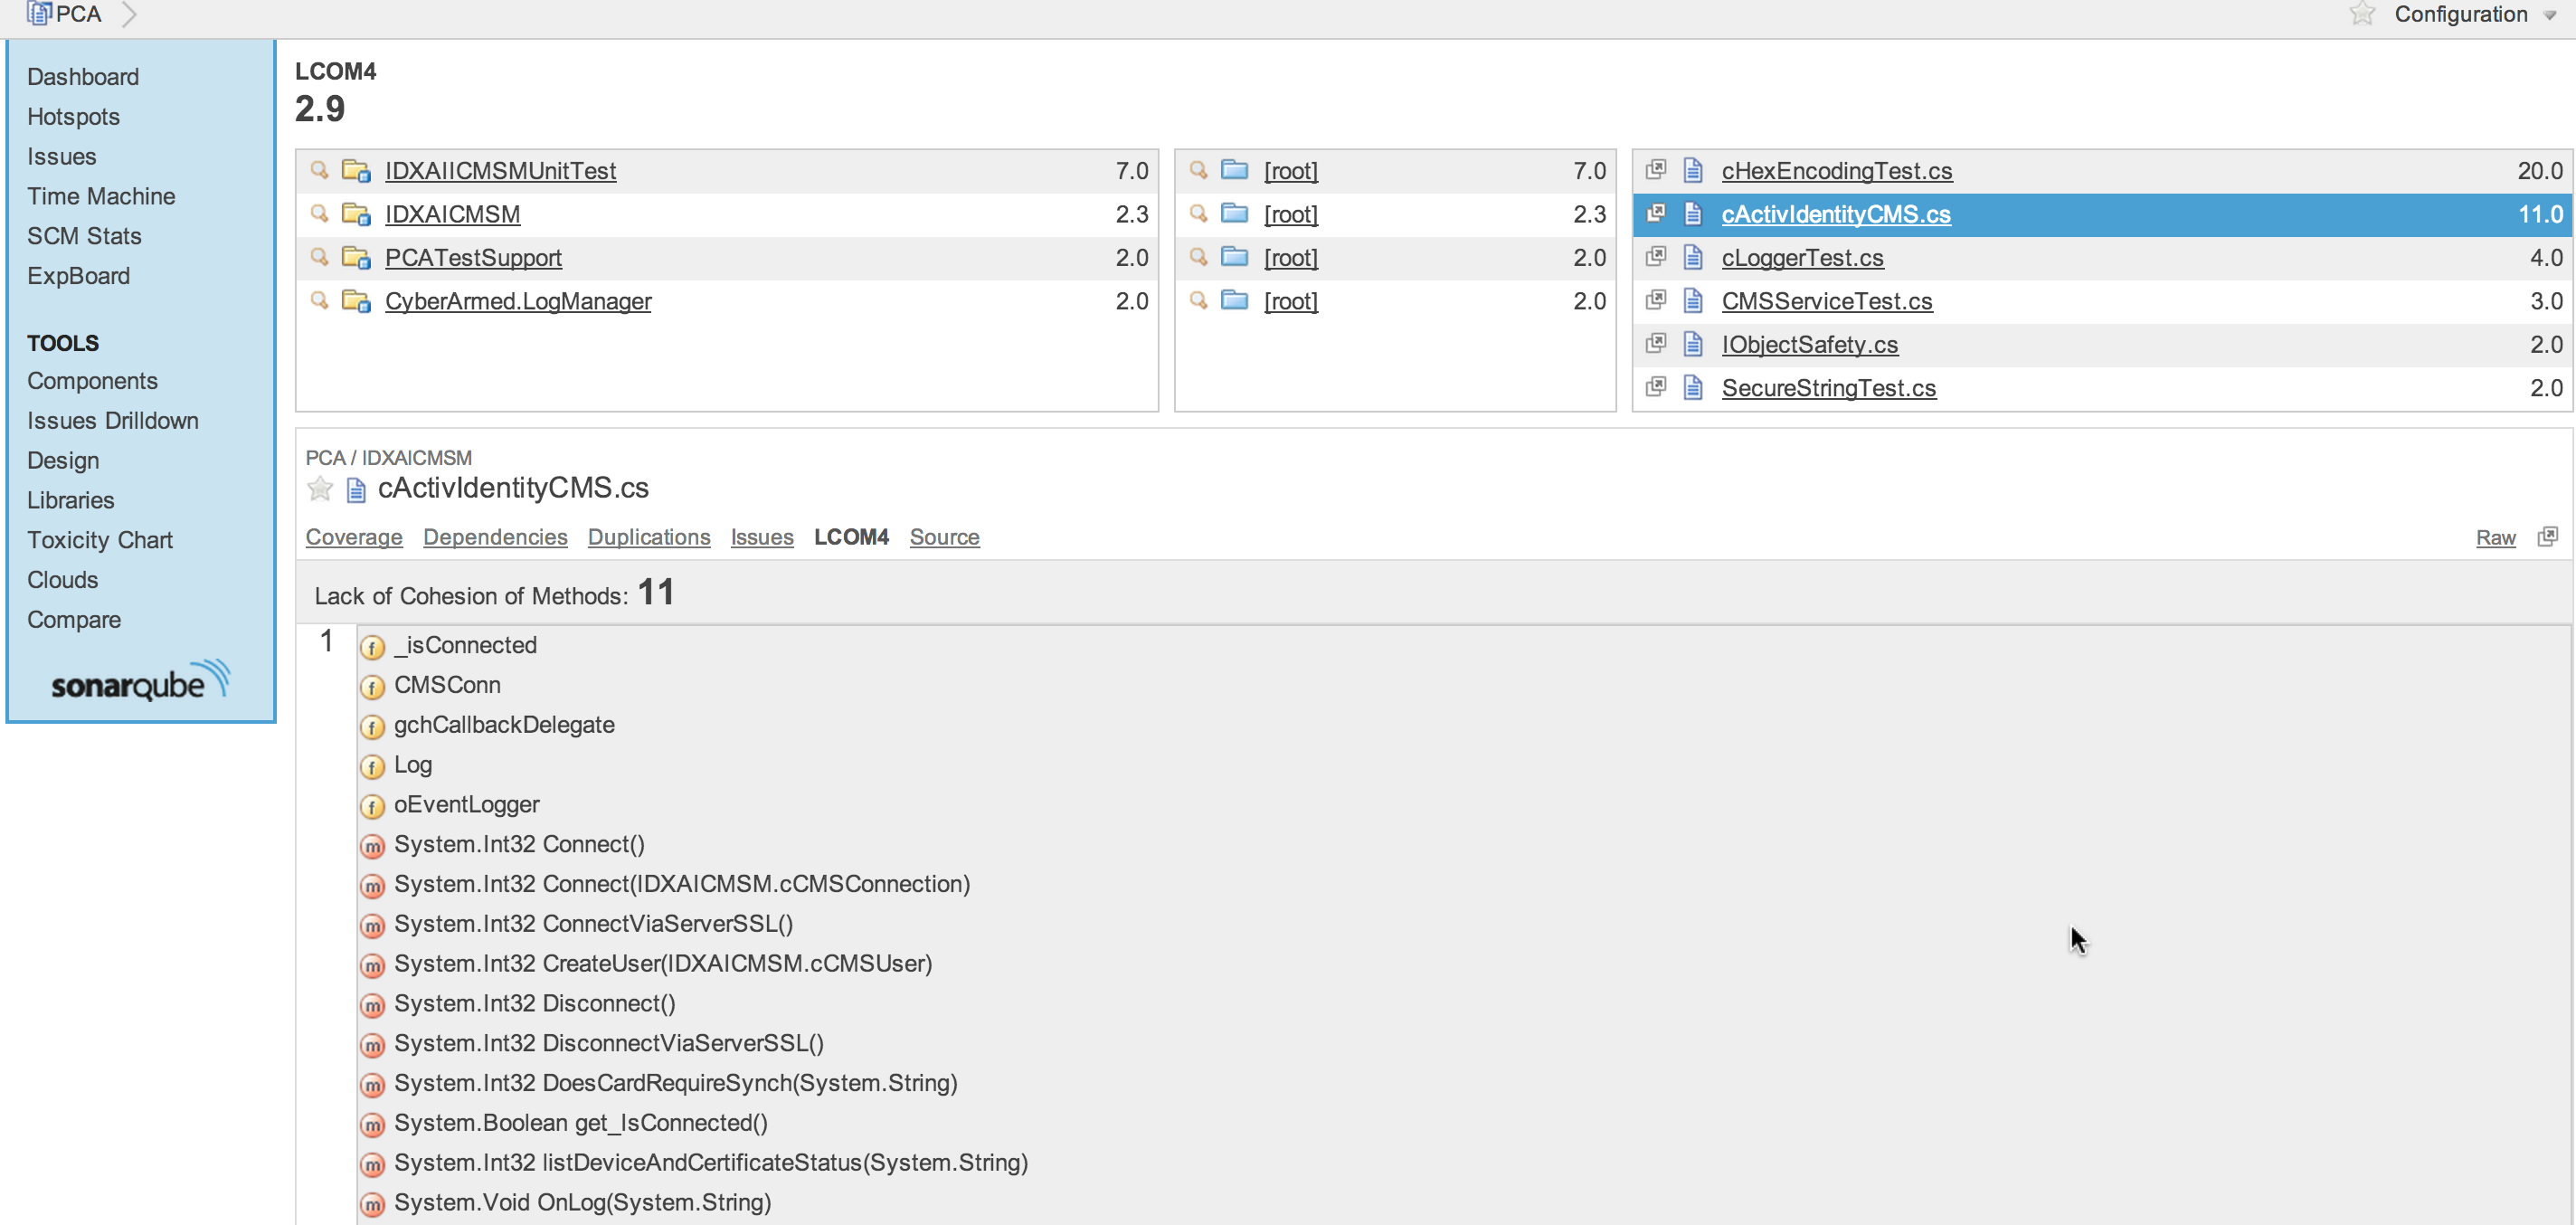 PCA
Configuration
Dashboard
Hotspots
Issues
Time Machine
SCM Stats
ExpBoard
TOOLS
Components
Issues Drilldown
Design
Libraries
Toxicity Chart
Clouds
Compare
sonarqube
LCOM4
2.9
IDXAIICMSMUnitTest 7.0
IDXAICMSM 2.3
PCATestSupport 2.0
CyberArmed.LogManager 2.0
[root] 7.0
[root] 2.3
[root] 2.0
[root] 2.0
cHexEncodingTest.cs 20.0
cActivIdentityCMS.cs 11.0
cLoggerTest.cs 4.0
CMSServiceTest.cs 3.0
IObjectSafety.cs 2.0
SecureStringTest.cs 2.0
PCA / IDXAICMSM
cActivIdentityCMS.cs
Coverage Dependencies Duplications Issues LCOM4 Source Raw
Lack of Cohesion of Methods: 11
1
f _isConnected
f CMSConn
f gchCallbackDelegate
f Log
f oEventLogger
m System.Int32 Connect()
m System.Int32 Connect(IDXAICMSM.cCMSConnection)
m System.Int32 ConnectViaServerSSL()
m System.Int32 CreateUser(IDXAICMSM.cCMSUser)
m System.Int32 Disconnect()
m System.Int32 DisconnectViaServerSSL()
m System.Int32 DoesCardRequireSynch(System.String)
m System.Boolean get_IsConnected()
m System.Int32 listDeviceAndCertificateStatus(System.String)
m System.Void OnLog(System.String)